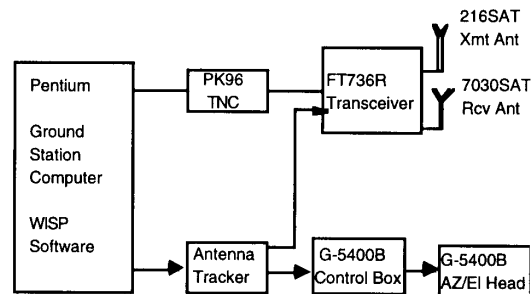 216SAT
Xmt Ant
Pentium
Ground
Station
Computer
WISP
Software
PK96
TNC
FT736R
Transceiver
7030SAT
Rcv Ant
Antenna
Tracker
G-5400B
Control Box
G-5400B
AZ/El Head